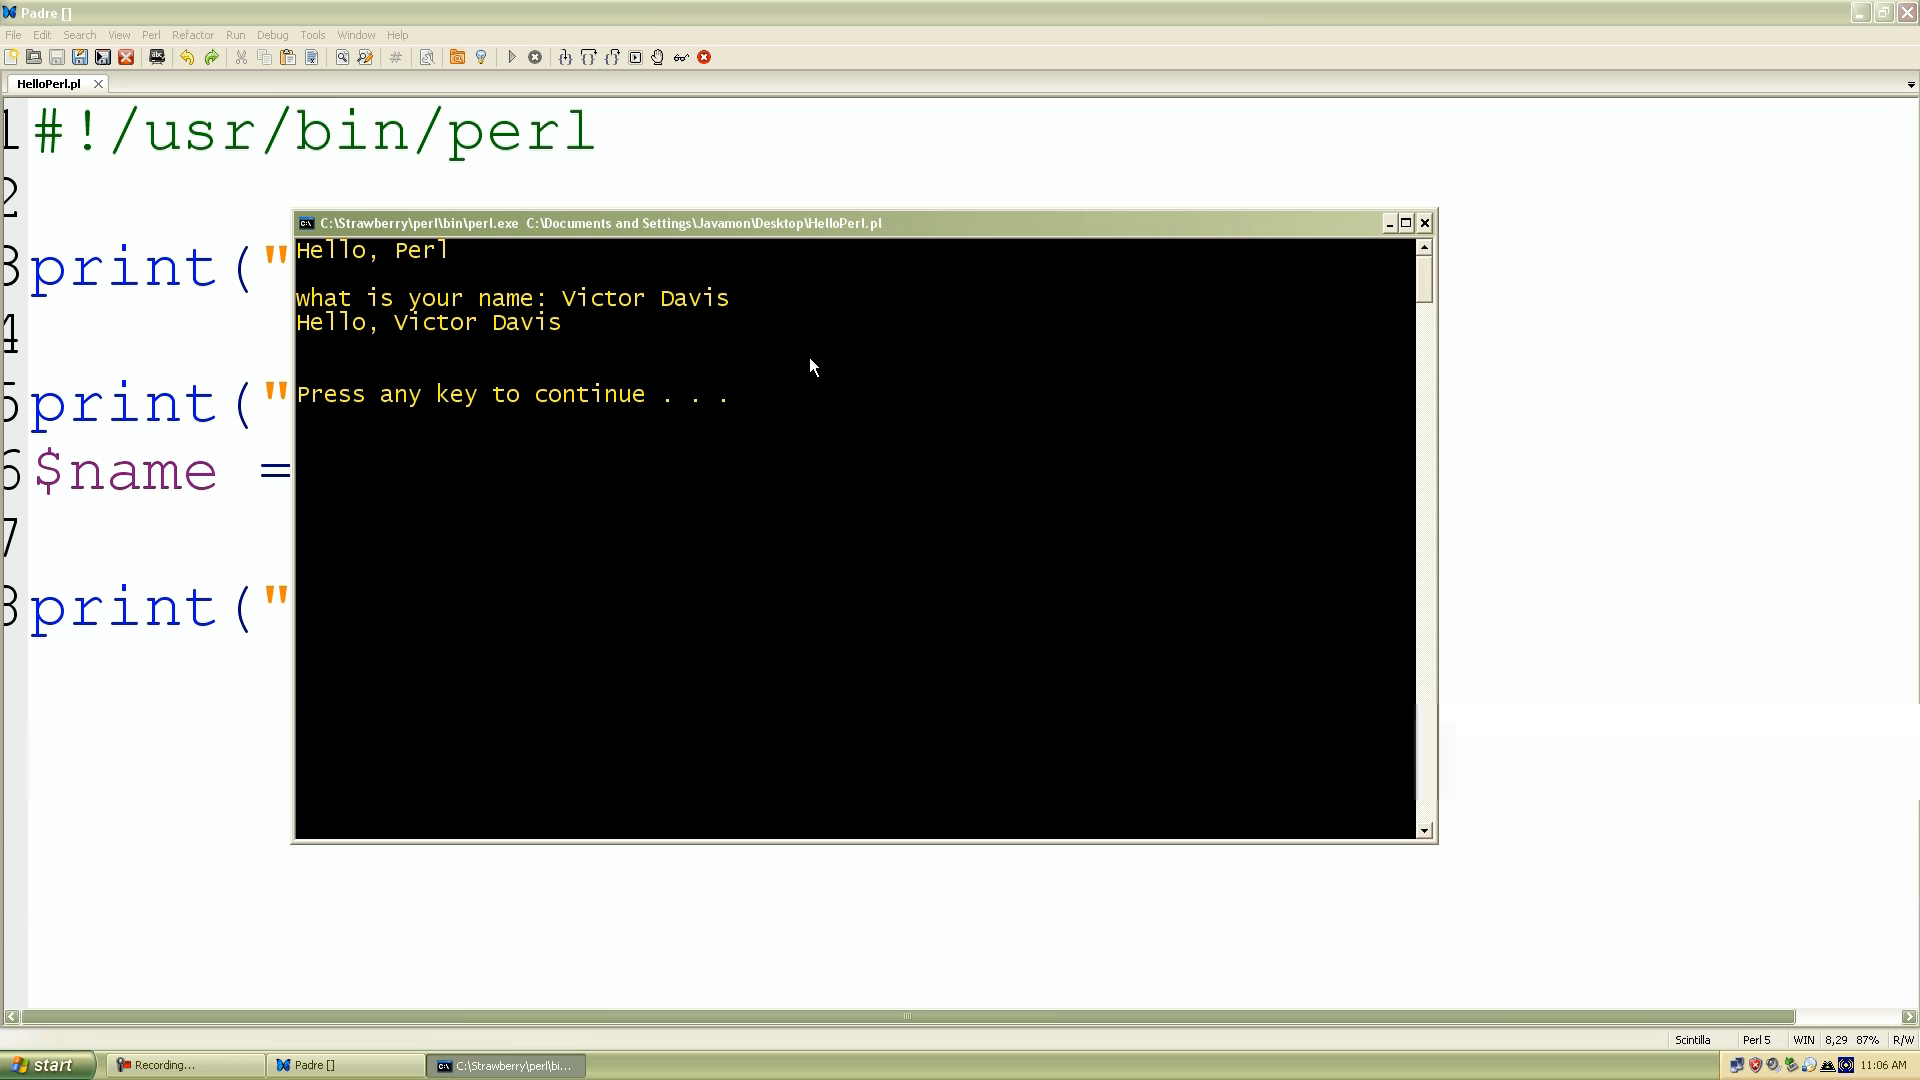 Padre []
File Edit Search View Perl Refactor Run Debug Tools Window Help
HelloPerl.pl
1 #!/usr/bin/perl
2
3 print("
4
5 print("
6 $name =
7
8 print("
C:\Strawberry\perl\bin\perl.exe C:\Documents and Settings\Javamon\Desktop\HelloPerl.pl
Hello, Perl
what is your name: Victor Davis
Hello, Victor Davis
Press any key to continue . . .
Scintilla Perl 5 WIN 8,29 87% R/W
start Recording... Padre [] C:\Strawberry\perl\bi... 11:06 AM